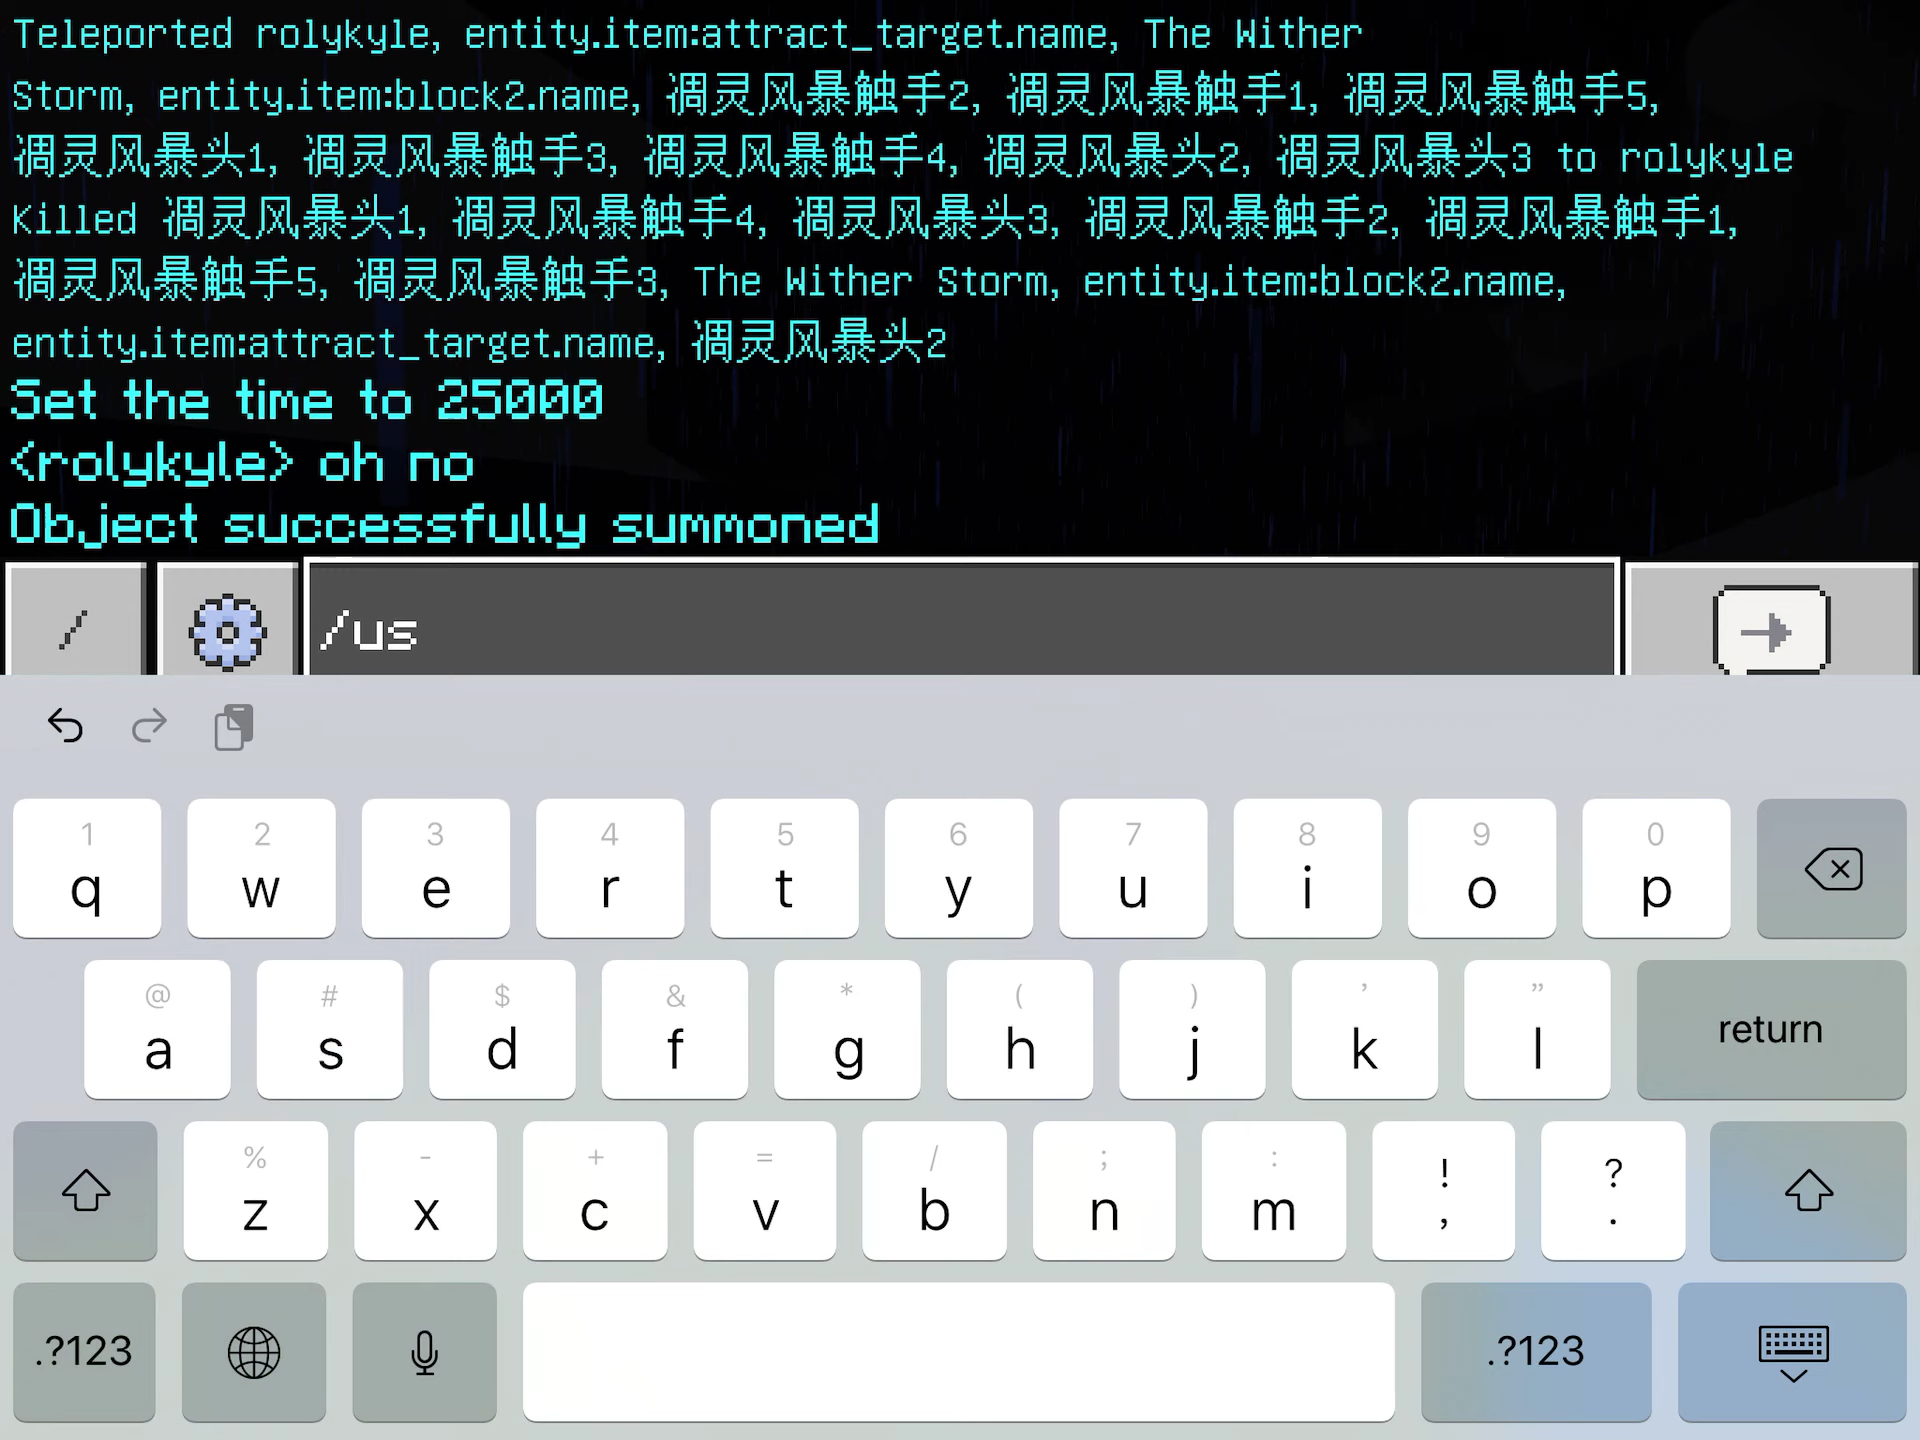 Teleported rolykyle, entity.item:attract_target.name, The Wither
Storm, entity.item:block2.name, 凋灵风暴触手2, 凋灵风暴触手1, 凋灵风暴触手5,
凋灵风暴头1, 凋灵风暴触手3, 凋灵风暴触手4, 凋灵风暴头2, 凋灵风暴头3 to rolykyle
Killed 凋灵风暴头1, 凋灵风暴触手4, 凋灵风暴头3, 凋灵风暴触手2, 凋灵风暴触手1,
凋灵风暴触手5, 凋灵风暴触手3, The Wither Storm, entity.item:block2.name,
entity.item:attract_target.name, 凋灵风暴头2
Set the time to 25000
<rolykyle> oh no
Object successfully summoned
/ /us
1 2 3 4 5 6 7 8 9 0
q w e r t y u i o p
@ # $ & * ( ) ’ ”
a s d f g h j k l return
% - + = / ; : ! ?
z x c v b n m , .
.?123 .?123